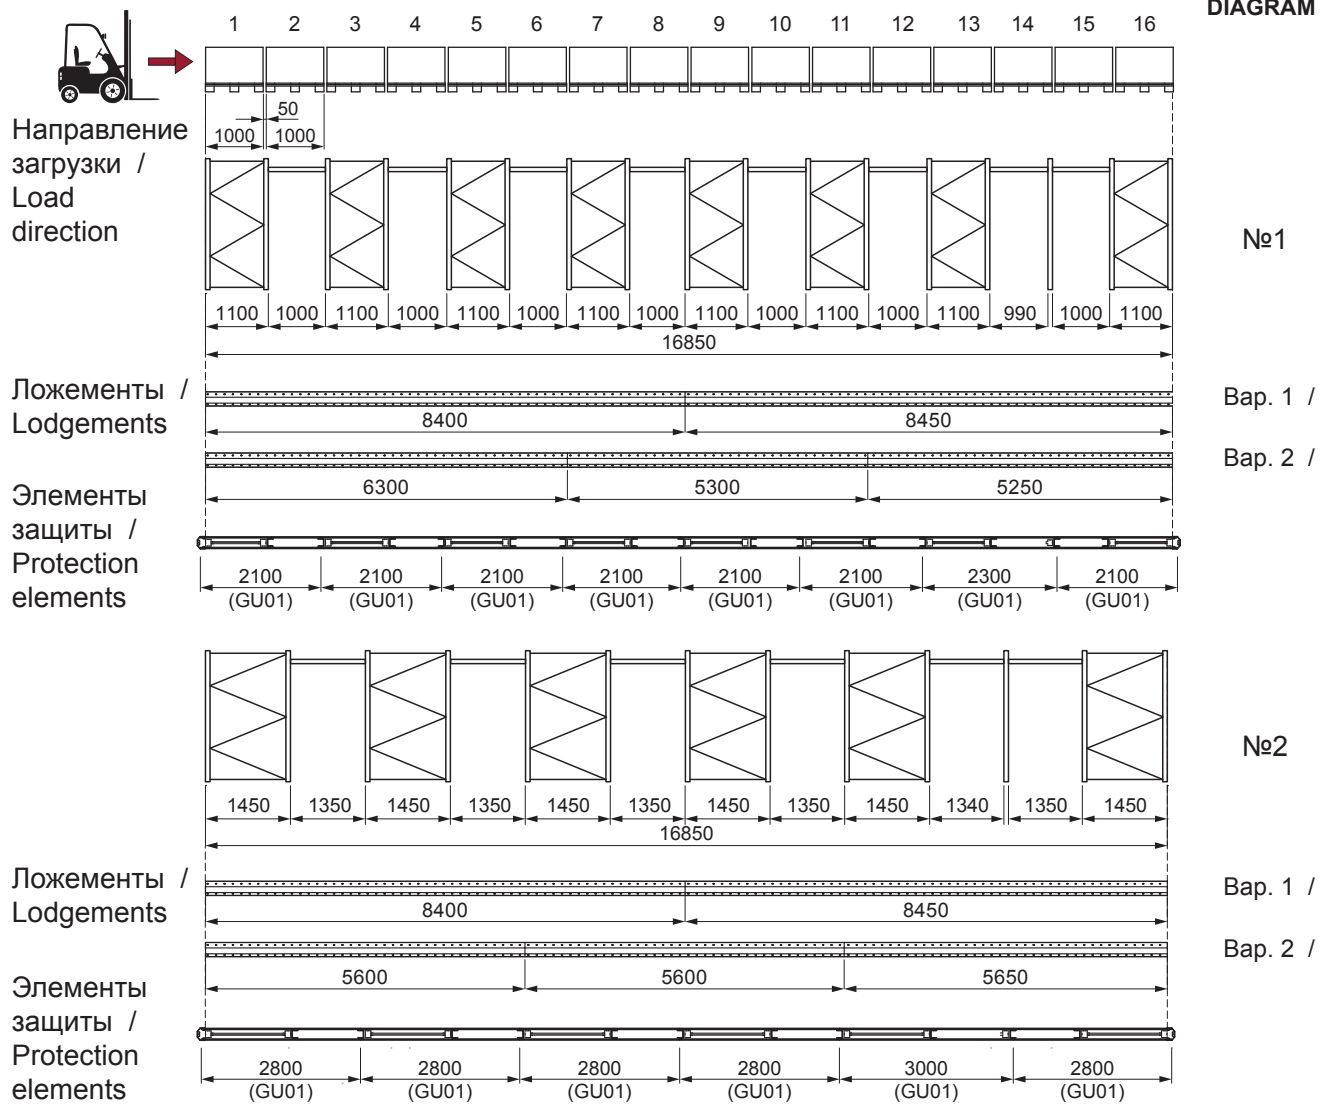 DIAGRAM
1 2 3 4 5 6 7 8 9 10 11 12 13 14 15 16
50
1000 1000
Направление
загрузки /
Load
direction
№1
1100 1000 1100 1000 1100 1000 1100 1000 1100 1000 1100 1000 1100 990 1000 1100
16850
Ложементы /
Lodgements
Вар. 1 /
8400 8450
Вар. 2 /
6300 5300 5250
Элементы
защиты /
Protection
elements
2100 2100 2100 2100 2100 2100 2300 2100
(GU01) (GU01) (GU01) (GU01) (GU01) (GU01) (GU01) (GU01)
№2
1450 1350 1450 1350 1450 1350 1450 1350 1450 1340 1350 1450
16850
Ложементы /
Lodgements
Вар. 1 /
8400 8450
Вар. 2 /
5600 5600 5650
Элементы
защиты /
Protection
elements
2800 2800 2800 2800 3000 2800
(GU01) (GU01) (GU01) (GU01) (GU01) (GU01)